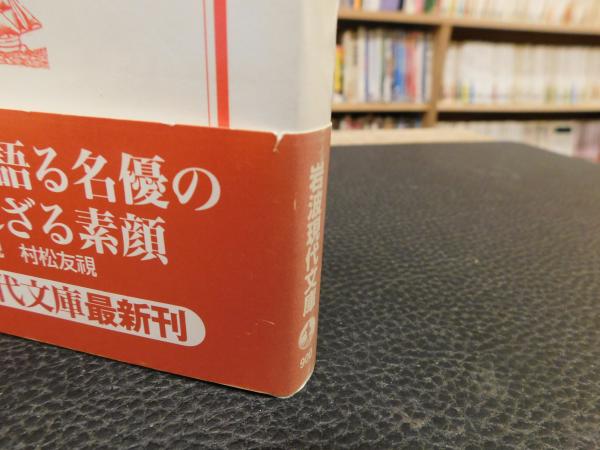 語る名優の
ざる素顔
村松友視
代文庫最新刊
岩波現代文庫
900